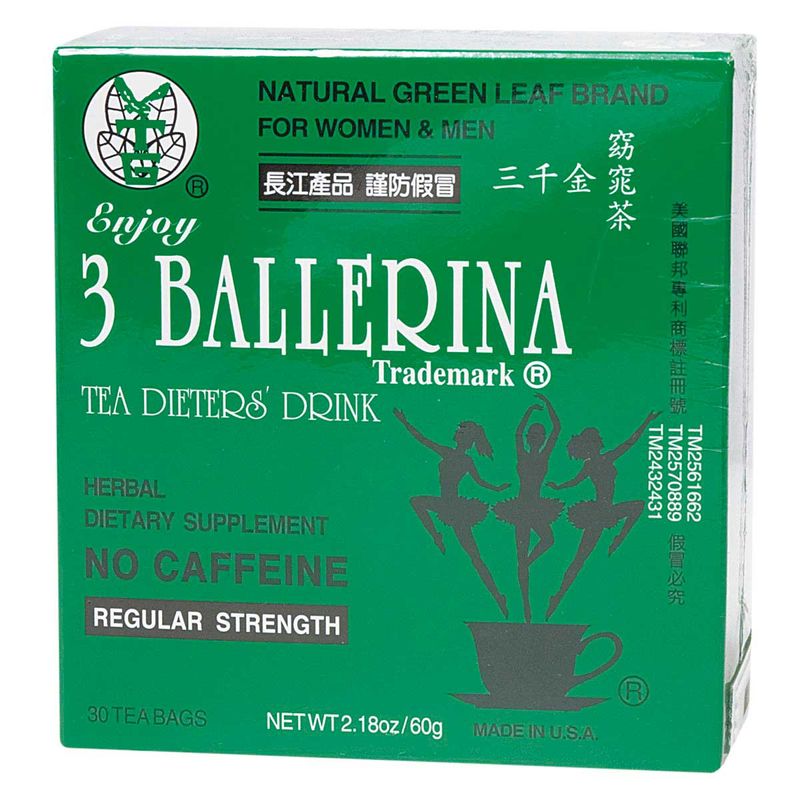 NATURAL GREEN LEAF BRAND
FOR WOMEN & MEN
長江產品 謹防假冒
三千金
窈窕茶
®
Enjoy
3 BALLERINA
Trademark ®
TEA DIETERS' DRINK
美國聯邦專利商標註冊號
TM2561662
TM2570889
TM2432431
假冒必究
HERBAL
DIETARY SUPPLEMENT
NO CAFFEINE
REGULAR STRENGTH
®
30 TEA BAGS
NET WT 2.18oz/60g
MADE IN U.S.A.